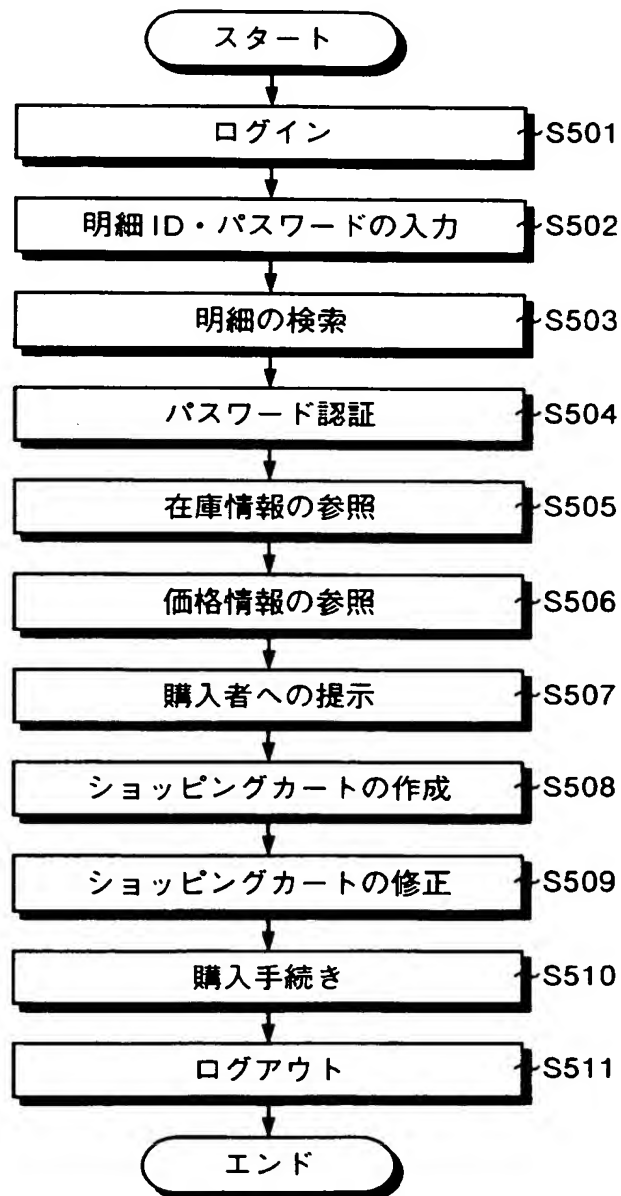 スタート
ログイン S501
明細ID・パスワードの入力 S502
明細の検索 S503
パスワード認証 S504
在庫情報の参照 S505
価格情報の参照 S506
購入者への提示 S507
ショッピングカートの作成 S508
ショッピングカートの修正 S509
購入手続き S510
ログアウト S511
エンド